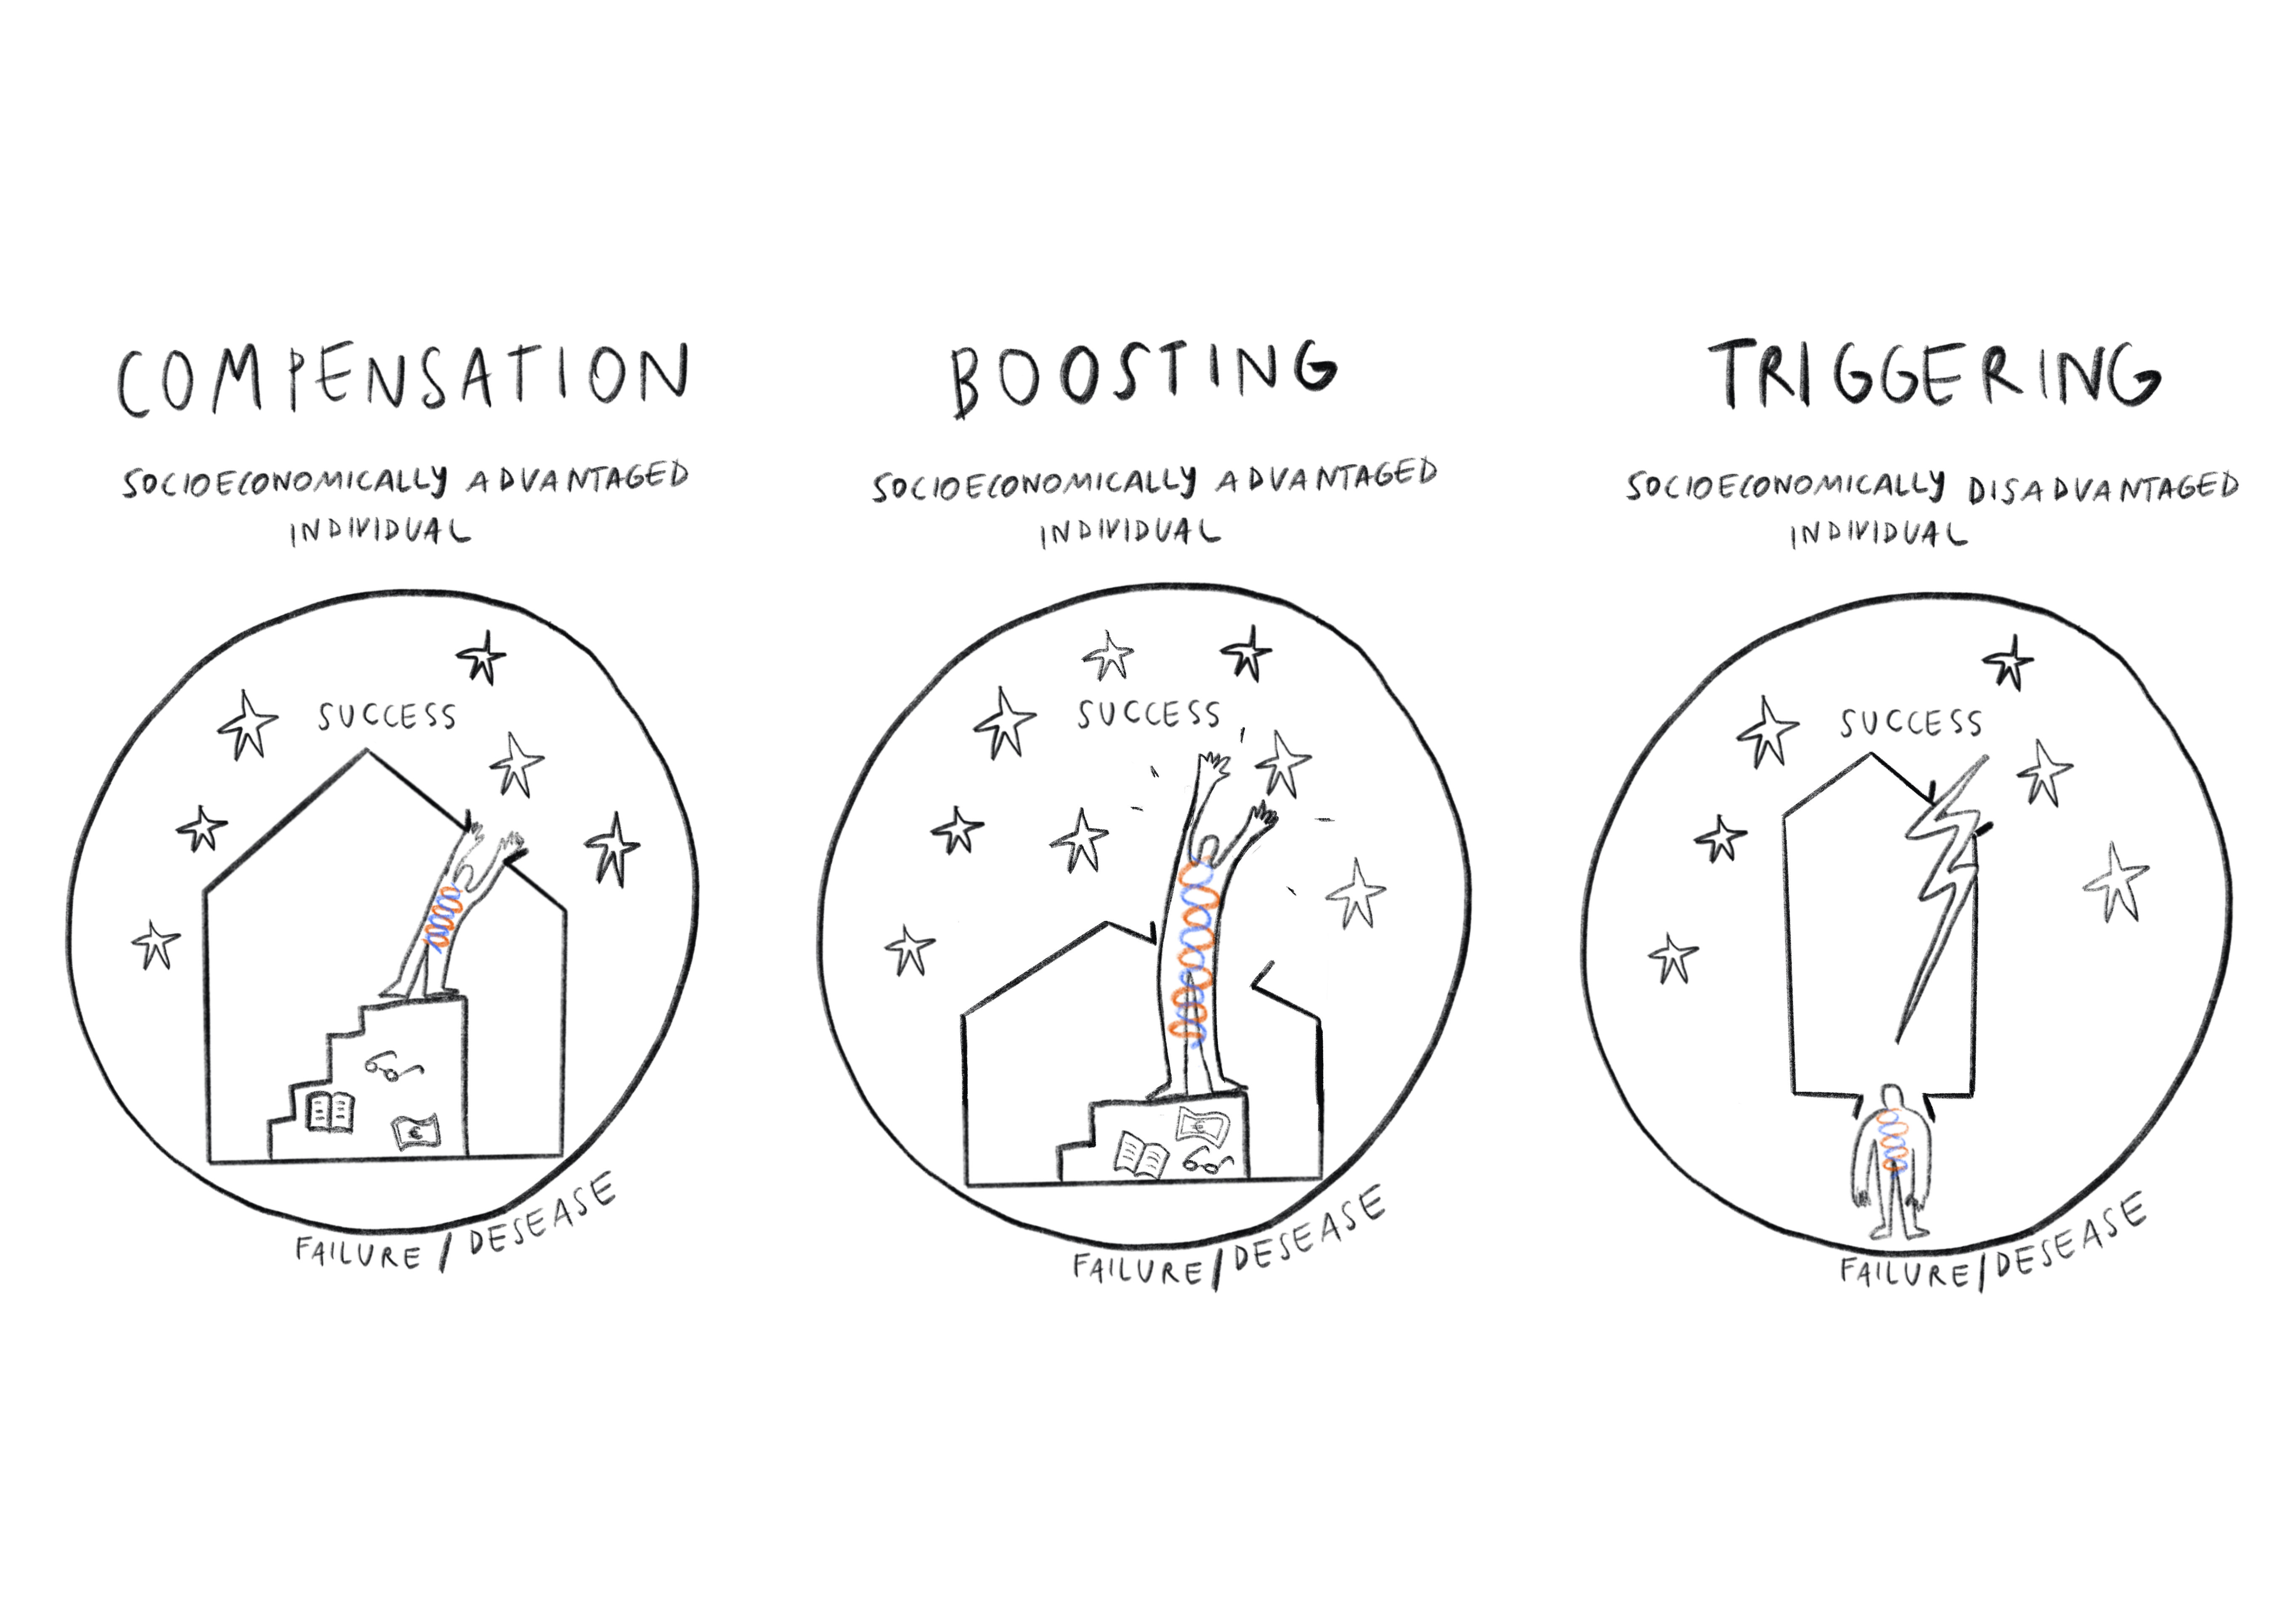 COMPENSATION
SOCIOECONOMICALLY ADVANTAGED
INDIVIDUAL
SUCCESS
€
FAILURE / DESEASE
BOOSTING
SOCIOECONOMICALLY ADVANTAGED
INDIVIDUAL
SUCCESS
€
FAILURE / DESEASE
TRIGGERING
SOCIOECONOMICALLY DISADVANTAGED
INDIVIDUAL
SUCCESS
FAILURE / DESEASE